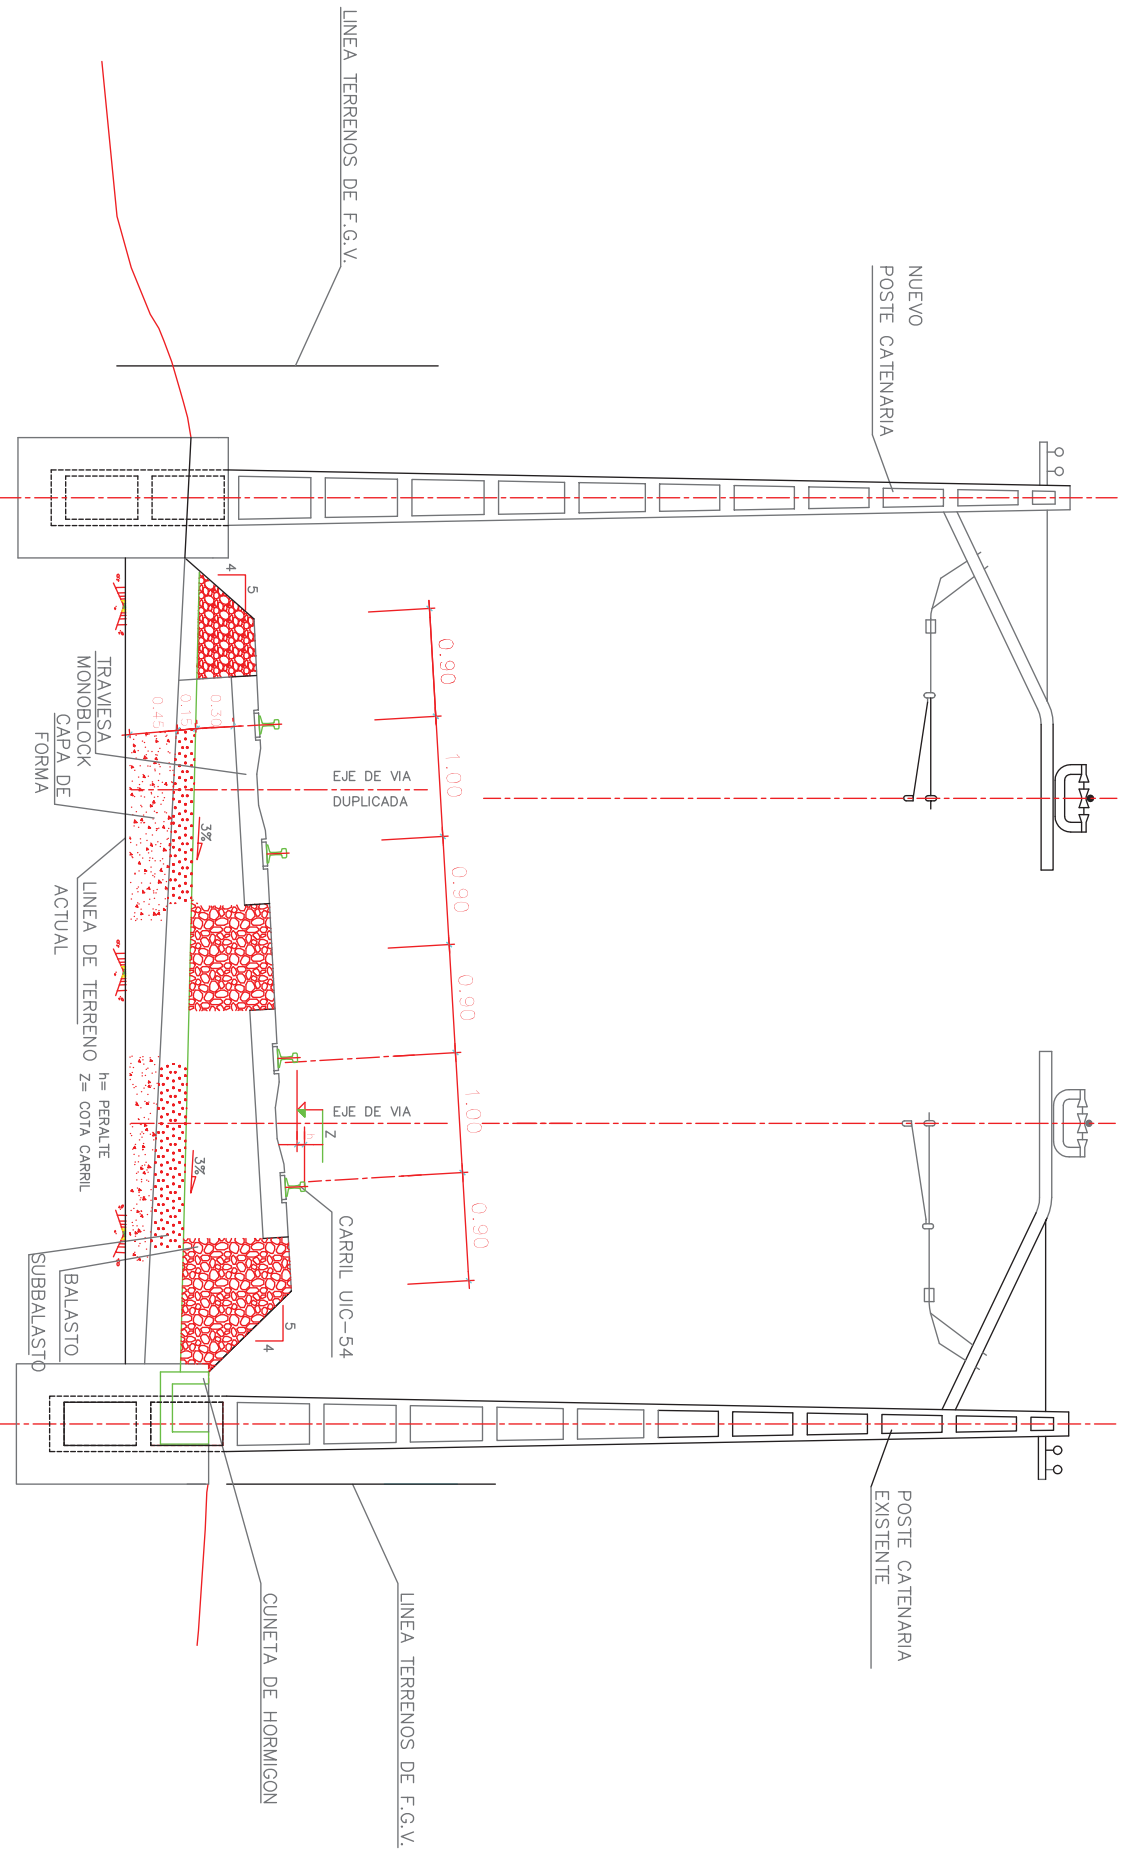 LINEA TERRENOS DE F.G.V.
NUEVO
POSTE CATENARIA
POSTE CATENARIA
EXISTENTE
0.90
1.00
0.90
0.90
1.00
0.90
EJE DE VIA
DUPLICADA
EJE DE VIA
Z
h
4
5
5
4
0.30
0.15
0.45
3%
3%
TRAVIESA
MONOBLOCK
CAPA DE
FORMA
LINEA DE TERRENO
ACTUAL
h= PERALTE
Z= COTA CARRIL
CARRIL UIC-54
BALASTO
SUBBALASTO
CUNETA DE HORMIGON
LINEA TERRENOS DE F.G.V.